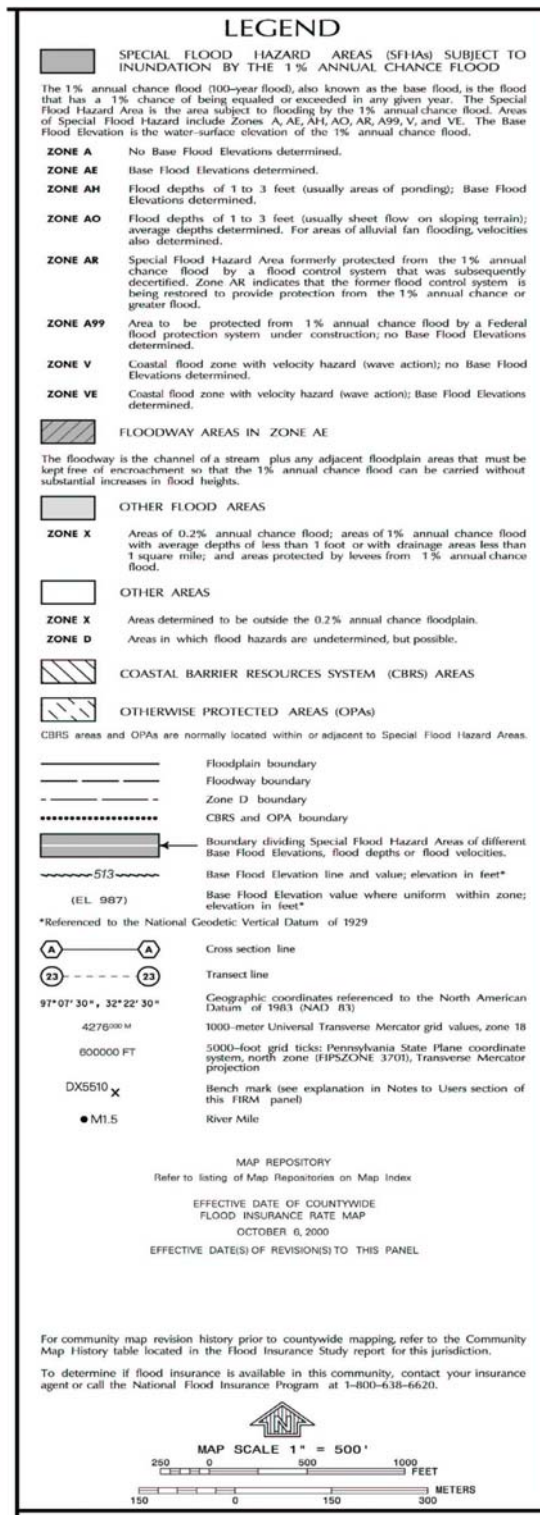 LEGEND
SPECIAL FLOOD HAZARD AREAS (SFHAs) SUBJECT TO
INUNDATION BY THE 1% ANNUAL CHANCE FLOOD
The 1% annual chance flood (100-year flood), also known as the base flood, is the flood
that has a 1% chance of being equaled or exceeded in any given year. The Special
Flood Hazard Area is the area subject to flooding by the 1% annual chance flood. Areas
of Special Flood Hazard include Zones A, AE, AH, AO, AR, A99, V, and VE. The Base
Flood Elevation is the water-surface elevation of the 1% annual chance flood.
ZONE A No Base Flood Elevations determined.
ZONE AE Base Flood Elevations determined.
ZONE AH Flood depths of 1 to 3 feet (usually areas of ponding); Base Flood
Elevations determined.
ZONE AO Flood depths of 1 to 3 feet (usually sheet flow on sloping terrain);
average depths determined. For areas of alluvial fan flooding, velocities
also determined.
ZONE AR Special Flood Hazard Area formerly protected from the 1% annual
chance flood by a flood control system that was subsequently
decertified. Zone AR indicates that the former flood control system is
being restored to provide protection from the 1% annual chance or
greater flood.
ZONE A99 Area to be protected from 1% annual chance flood by a Federal
flood protection system under construction; no Base Flood Elevations
determined.
ZONE V Coastal flood zone with velocity hazard (wave action); no Base Flood
Elevations determined.
ZONE VE Coastal flood zone with velocity hazard (wave action); Base Flood Elevations
determined.
FLOODWAY AREAS IN ZONE AE
The floodway is the channel of a stream plus any adjacent floodplain areas that must be
kept free of encroachment so that the 1% annual chance flood can be carried without
substantial increases in flood heights.
OTHER FLOOD AREAS
ZONE X Areas of 0.2% annual chance flood; areas of 1% annual chance flood
with average depths of less than 1 foot or with drainage areas less than
1 square mile; and areas protected by levees from 1% annual chance
flood.
OTHER AREAS
ZONE X Areas determined to be outside the 0.2% annual chance floodplain.
ZONE D Areas in which flood hazards are undetermined, but possible.
COASTAL BARRIER RESOURCES SYSTEM (CBRS) AREAS
OTHERWISE PROTECTED AREAS (OPAs)
CBRS areas and OPAs are normally located within or adjacent to Special Flood Hazard Areas.
Floodplain boundary
Floodway boundary
Zone D boundary
CBRS and OPA boundary
Boundary dividing Special Flood Hazard Areas of different
Base Flood Elevations, flood depths or flood velocities.
513 Base Flood Elevation line and value; elevation in feet*
(EL 987) Base Flood Elevation value where uniform within zone;
elevation in feet*
*Referenced to the National Geodetic Vertical Datum of 1929
A A Cross section line
23 23 Transect line
97°07'30", 32°22'30" Geographic coordinates referenced to the North American
Datum of 1983 (NAD 83)
4276000 M 1000-meter Universal Transverse Mercator grid values, zone 18
600000 FT 5000-foot grid ticks: Pennsylvania State Plane coordinate
system, north zone (FIPSZONE 3701), Transverse Mercator
projection
DX5510 x Bench mark (see explanation in Notes to Users section of
this FIRM panel)
● M1.5 River Mile
MAP REPOSITORY
Refer to listing of Map Repositories on Map Index
EFFECTIVE DATE OF COUNTYWIDE
FLOOD INSURANCE RATE MAP
OCTOBER 6, 2000
EFFECTIVE DATE(S) OF REVISION(S) TO THIS PANEL
For community map revision history prior to countywide mapping, refer to the Community
Map History table located in the Flood Insurance Study report for this jurisdiction.
To determine if flood insurance is available in this community, contact your insurance
agent or call the National Flood Insurance Program at 1-800-638-6620.
N
MAP SCALE 1" = 500'
250 0 500 1000
FEET
METERS
150 0 150 300